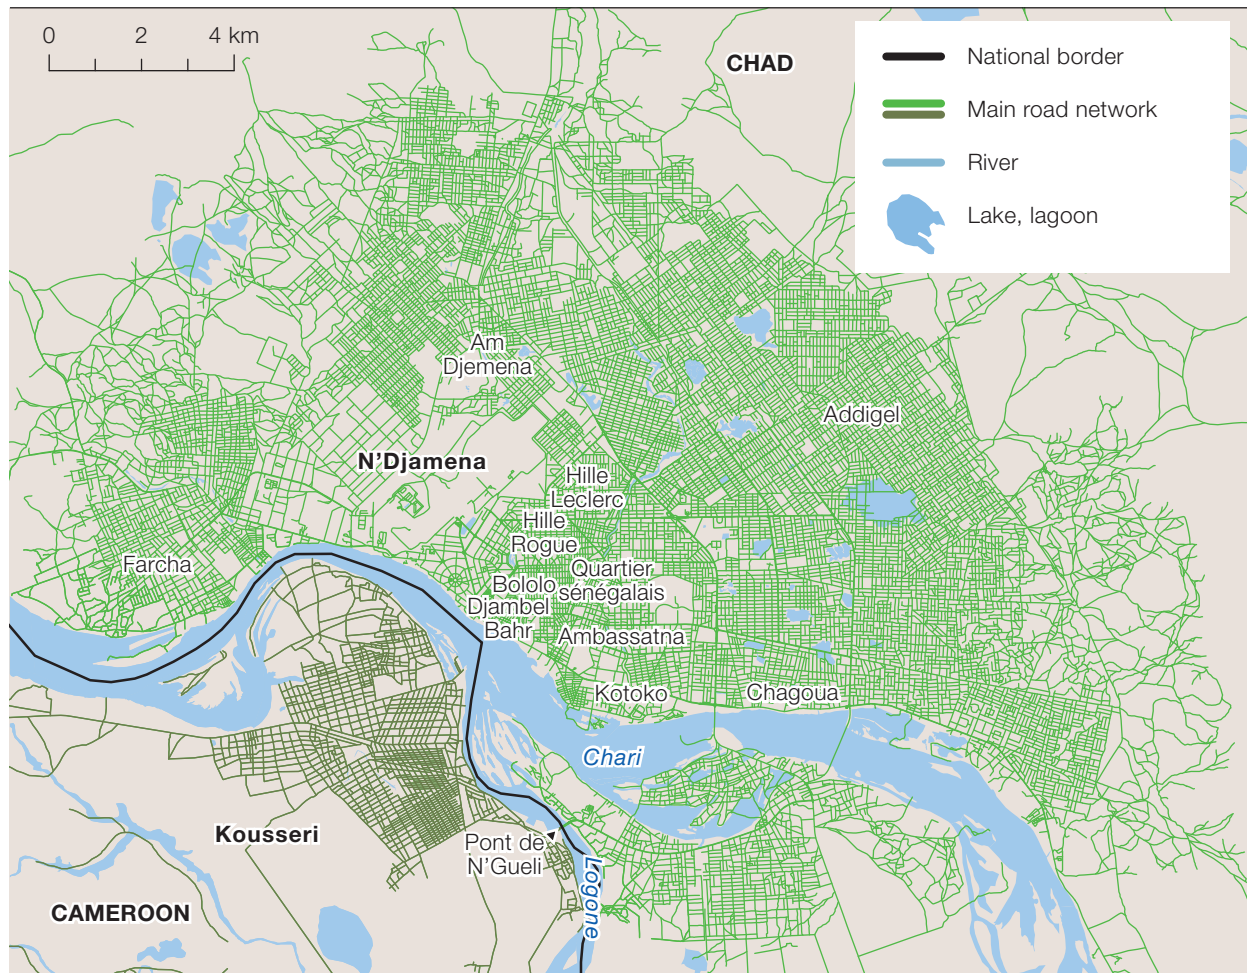 0 2 4 km
CHAD
National border
Main road network
River
Lake, lagoon
Am
Djemena
Addigel
N'Djamena
Hille
Leclerc
Hille
Rogue
Farcha
Quartier
sénégalais
Bololo
Djambel
Bahr
Ambassatna
Kotoko
Chagoua
Chari
Kousseri
Pont de
N'Gueli
Logone
CAMEROON